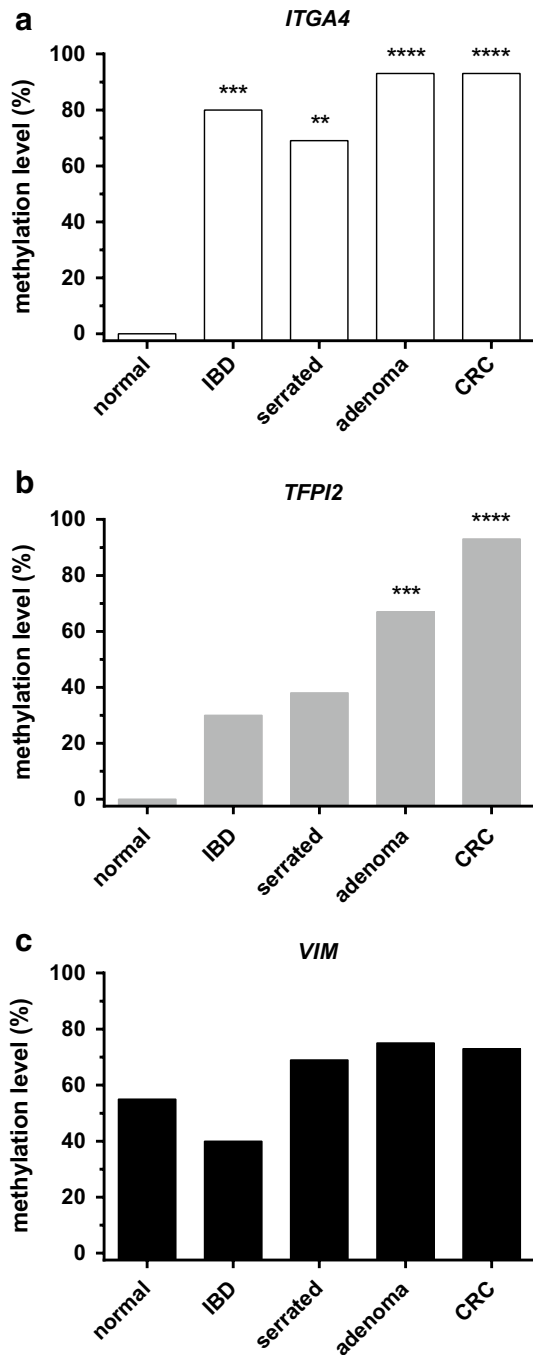 a
ITGA4
methylation level (%)
100
80
60
40
20
0
***
**
****
****
normal
IBD
serrated
adenoma
CRC
b
TFPI2
methylation level (%)
100
80
60
40
20
0
***
****
normal
IBD
serrated
adenoma
CRC
c
VIM
methylation level (%)
100
80
60
40
20
0
normal
IBD
serrated
adenoma
CRC